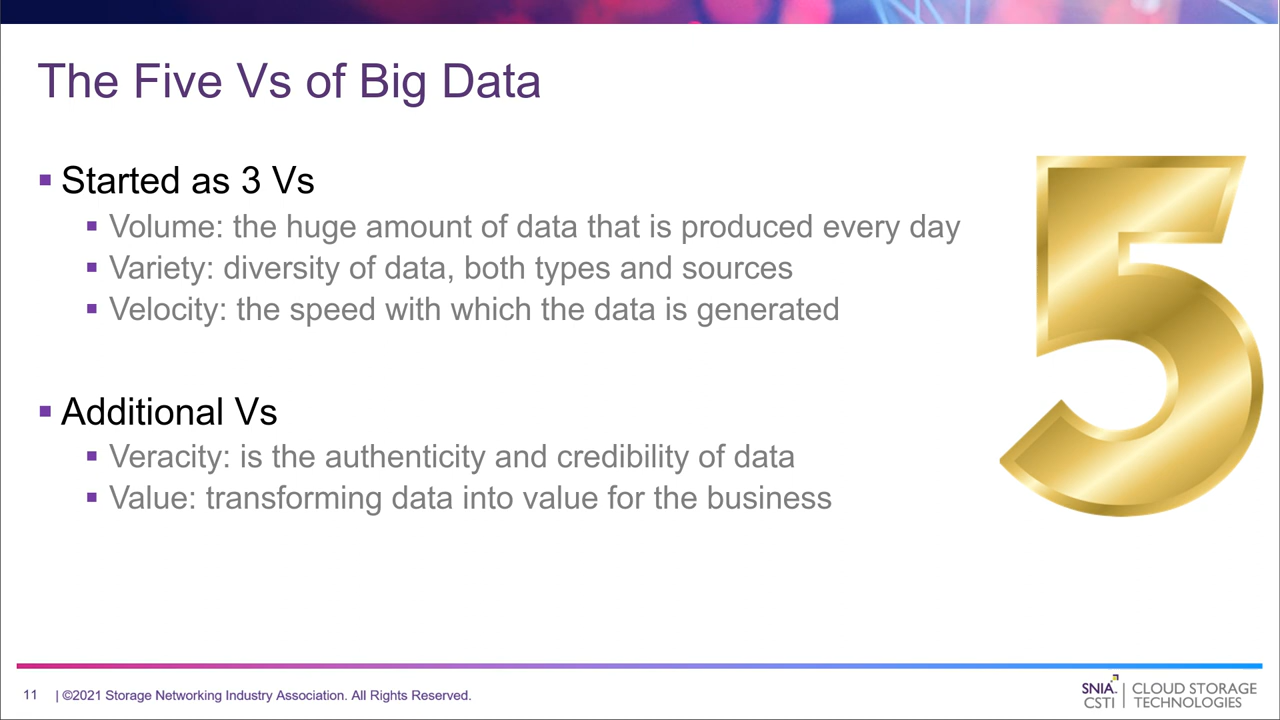 The Five Vs of Big Data
▪ Started as 3 Vs
▪ Volume: the huge amount of data that is produced every day
▪ Variety: diversity of data, both types and sources
▪ Velocity: the speed with which the data is generated
▪ Additional Vs
▪ Veracity: is the authenticity and credibility of data
▪ Value: transforming data into value for the business
5
11 | ©2021 Storage Networking Industry Association. All Rights Reserved.
SNIA. | CLOUD STORAGE
CSTI | TECHNOLOGIES